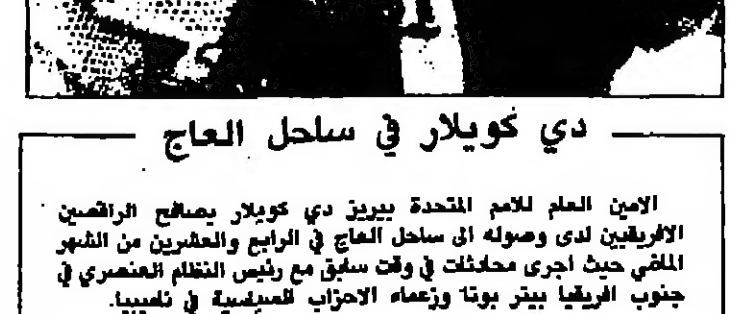 دي كويلار في ساحل العاج
الامين العام للامم المتحدة بيريز دي كويلار يصافح الراقصين
الافريقيين لدى وصوله الى ساحل العاج في الرابع والعشرين من الشهر
الماضي حيث اجرى محادثات في وقت سابق مع رئيس النظام العنصري في
جنوب افريقيا بيتر بوتا وزعماء الاحزاب السياسية في ناميبيا.